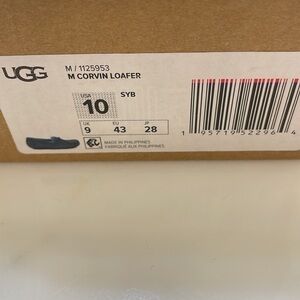 UGG
M / 1125953
M CORVIN LOAFER
USA
10
SYB
UK
9
EU
43
JP
28
MADE IN PHILIPPINES
FABRIQUE AUX PHILIPPINES
1 95719 52296 4